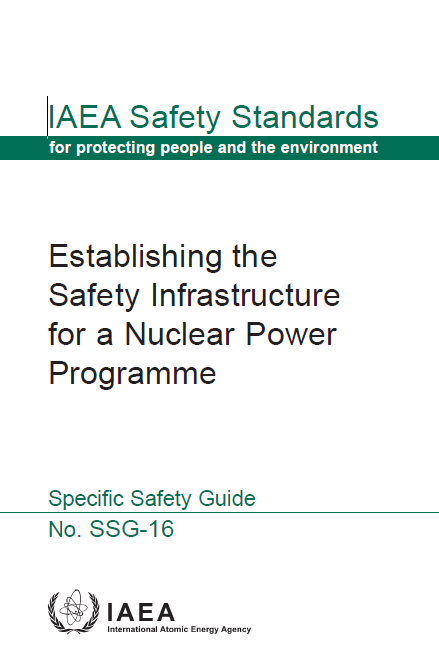 IAEA Safety Standards
for protecting people and the environment
Establishing the
Safety Infrastructure
for a Nuclear Power
Programme
Specific Safety Guide
No. SSG-16
IAEA
International Atomic Energy Agency